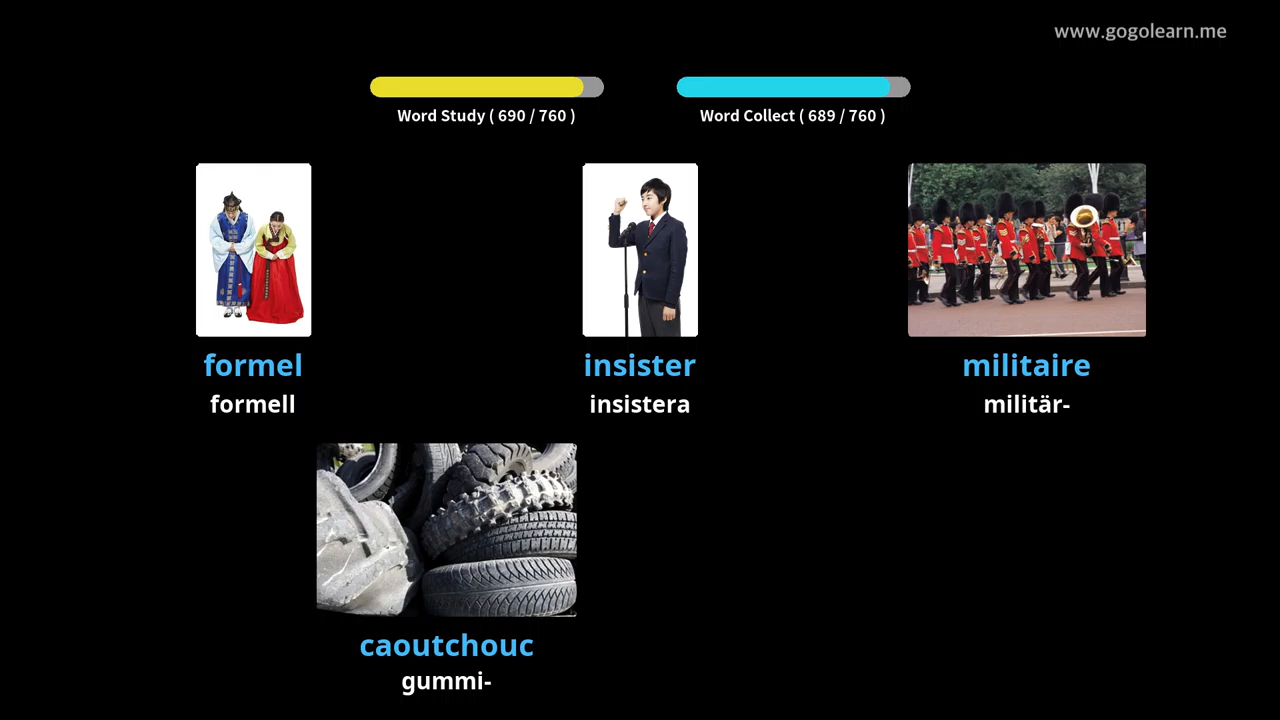 www.gogolearn.me
Word Study ( 690 / 760 )
Word Collect ( 689 / 760 )
formel
formell
insister
insistera
militaire
militär-
caoutchouc
gummi-